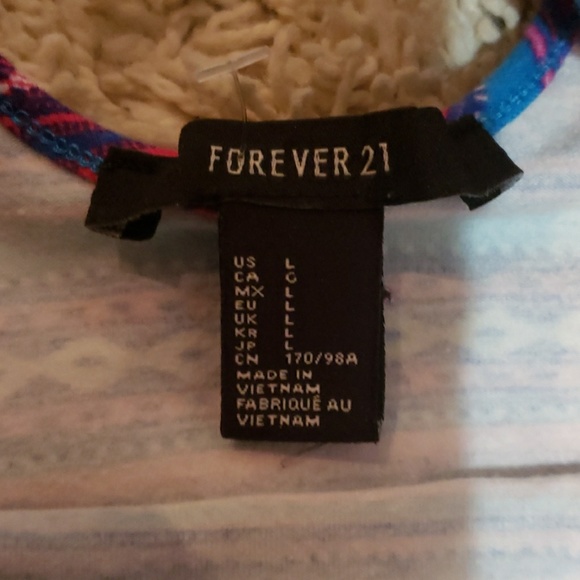 FOREVER 21
US L
CA G
MX L
EU L
UK L
KR L
JP L
CN 170/98A
MADE IN
VIETNAM
FABRIQUÉ AU
VIETNAM